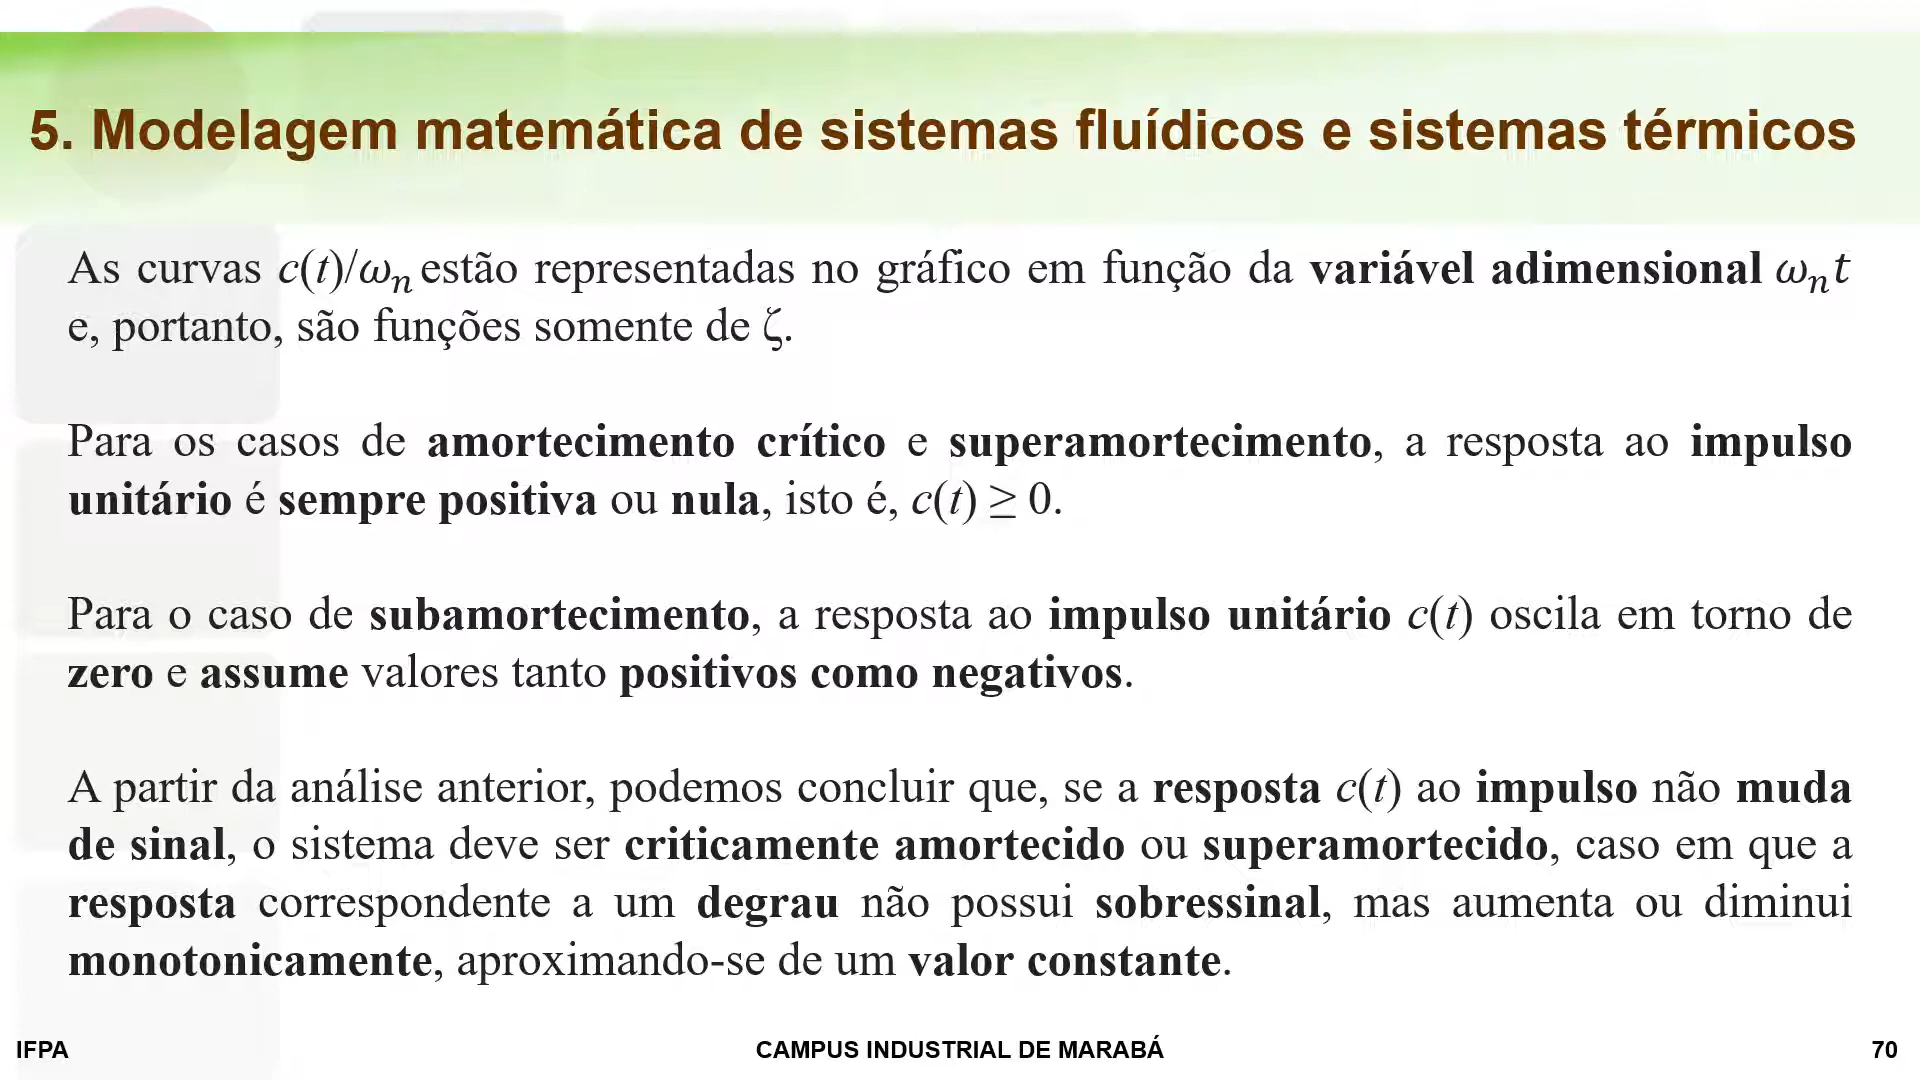 5. Modelagem matemática de sistemas fluídicos e sistemas térmicos
As curvas c(t)/ωₙ estão representadas no gráfico em função da variável adimensional ωₙt
e, portanto, são funções somente de ζ.
Para os casos de amortecimento crítico e superamortecimento, a resposta ao impulso
unitário é sempre positiva ou nula, isto é, c(t) ≥ 0.
Para o caso de subamortecimento, a resposta ao impulso unitário c(t) oscila em torno de
zero e assume valores tanto positivos como negativos.
A partir da análise anterior, podemos concluir que, se a resposta c(t) ao impulso não muda
de sinal, o sistema deve ser criticamente amortecido ou superamortecido, caso em que a
resposta correspondente a um degrau não possui sobressinal, mas aumenta ou diminui
monotonicamente, aproximando-se de um valor constante.
IFPA
CAMPUS INDUSTRIAL DE MARABÁ
70